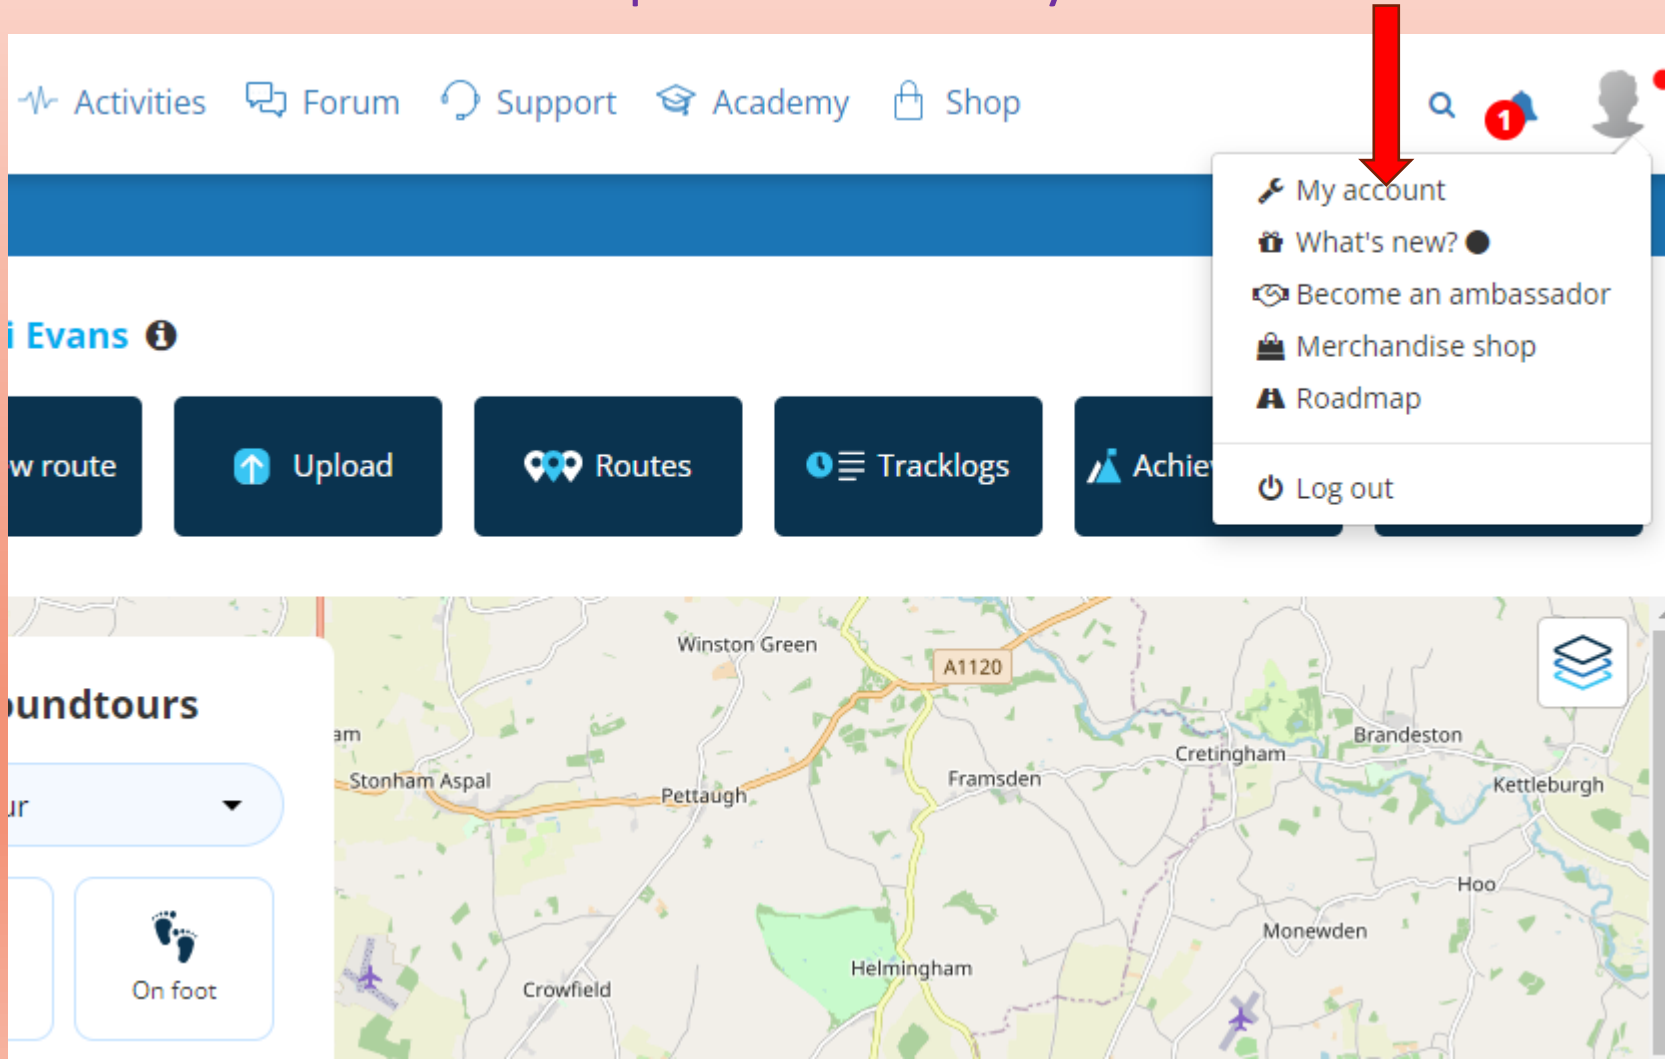 Activities Forum Support Academy Shop
1
My account
What's new?
Become an ambassador
Merchandise shop
Roadmap
Log out
i Evans
w route
Upload
Routes
Tracklogs
Achie
oundtours
ur
On foot
Winston Green
A1120
am
Stonham Aspal
Pettaugh
Framsden
Cretingham
Brandeston
Kettleburgh
Hoo
Monewden
Helmingham
Crowfield